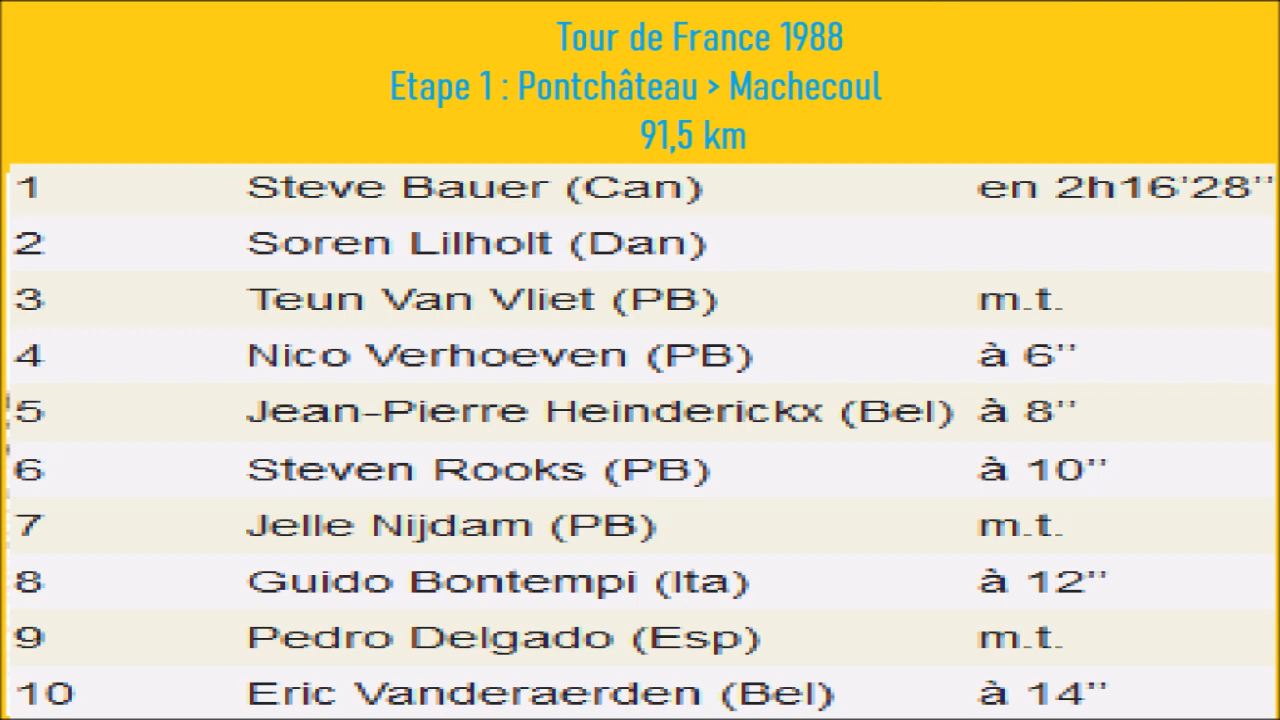 Tour de France 1988
Etape 1 : Pontchâteau > Machecoul
91,5 km
1 Steve Bauer (Can) en 2h16'28''
2 Soren Lilholt (Dan)
3 Teun Van Vliet (PB) m.t.
4 Nico Verhoeven (PB) à 6''
5 Jean-Pierre Heinderickx (Bel) à 8''
6 Steven Rooks (PB) à 10''
7 Jelle Nijdam (PB) m.t.
8 Guido Bontempi (Ita) à 12''
9 Pedro Delgado (Esp) m.t.
10 Eric Vanderaerden (Bel) à 14''